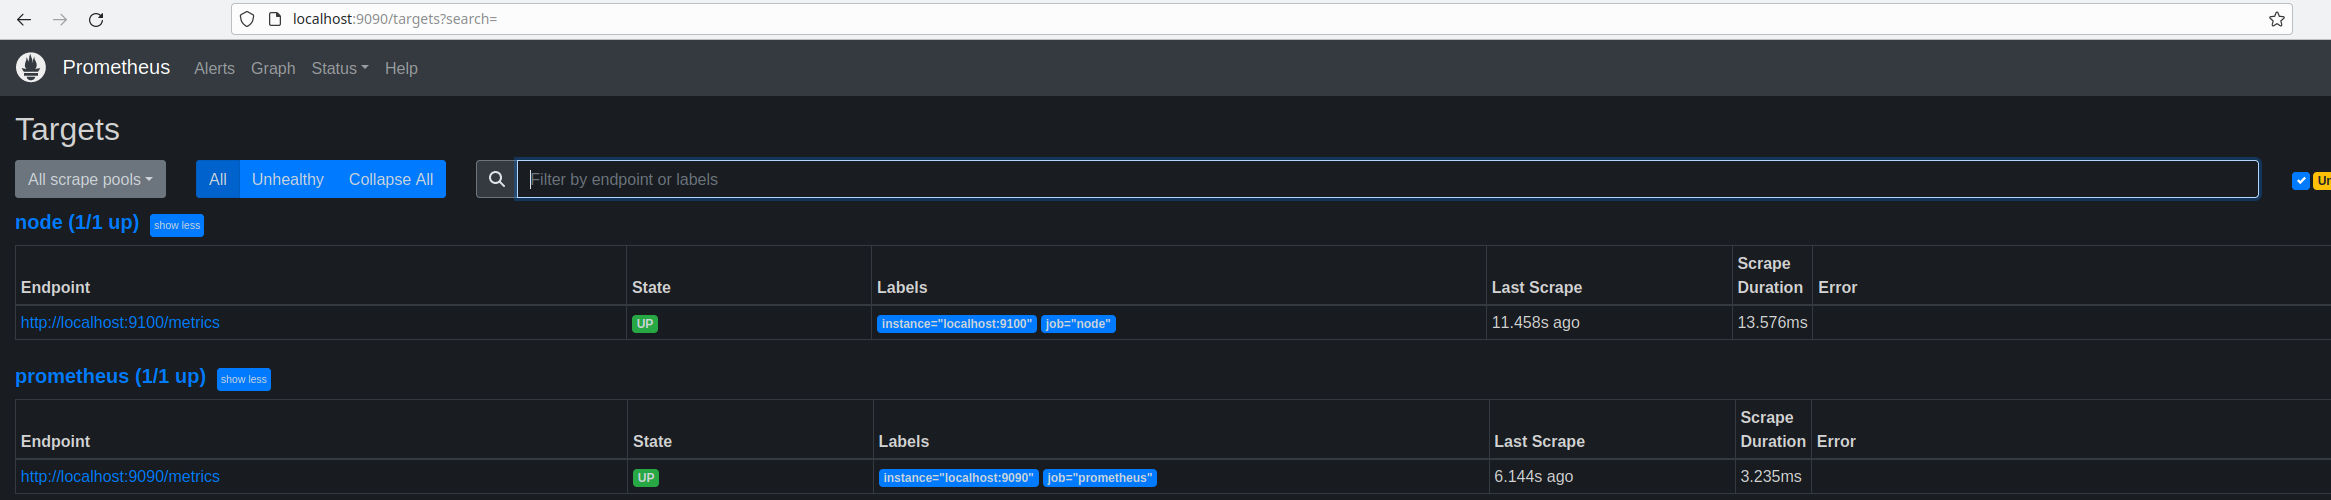 localhost:9090/targets?search=
Prometheus Alerts Graph Status Help
Targets
All scrape pools All Unhealthy Collapse All Filter by endpoint or labels
node (1/1 up) show less
Endpoint State Labels Last Scrape Scrape Duration Error
http://localhost:9100/metrics UP instance="localhost:9100" job="node" 11.458s ago 13.576ms
prometheus (1/1 up) show less
Endpoint State Labels Last Scrape Scrape Duration Error
http://localhost:9090/metrics UP instance="localhost:9090" job="prometheus" 6.144s ago 3.235ms